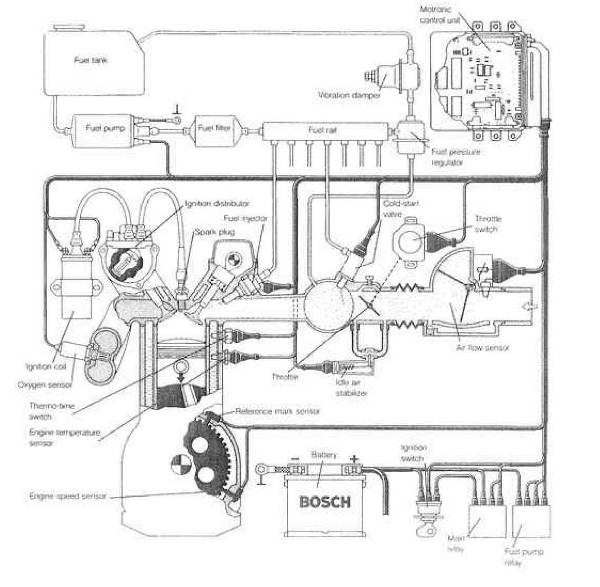 Motronic
control unit
Fuel tank
Vibration damper
Fuel pump
Fuel filter
Fuel rail
Fuel pressure
regulator
Ignition distributor
Fuel injector
Spark plug
Cold-start
valve
Throttle
switch
Ignition coil
Oxygen sensor
Throttle
Idle air
stabilizer
Air flow sensor
Thermo-time
switch
Engine temperature
sensor
Reference mark sensor
Engine speed sensor
Battery
- +
BOSCH
Ignition
switch
Main
relay
Fuel pump
relay